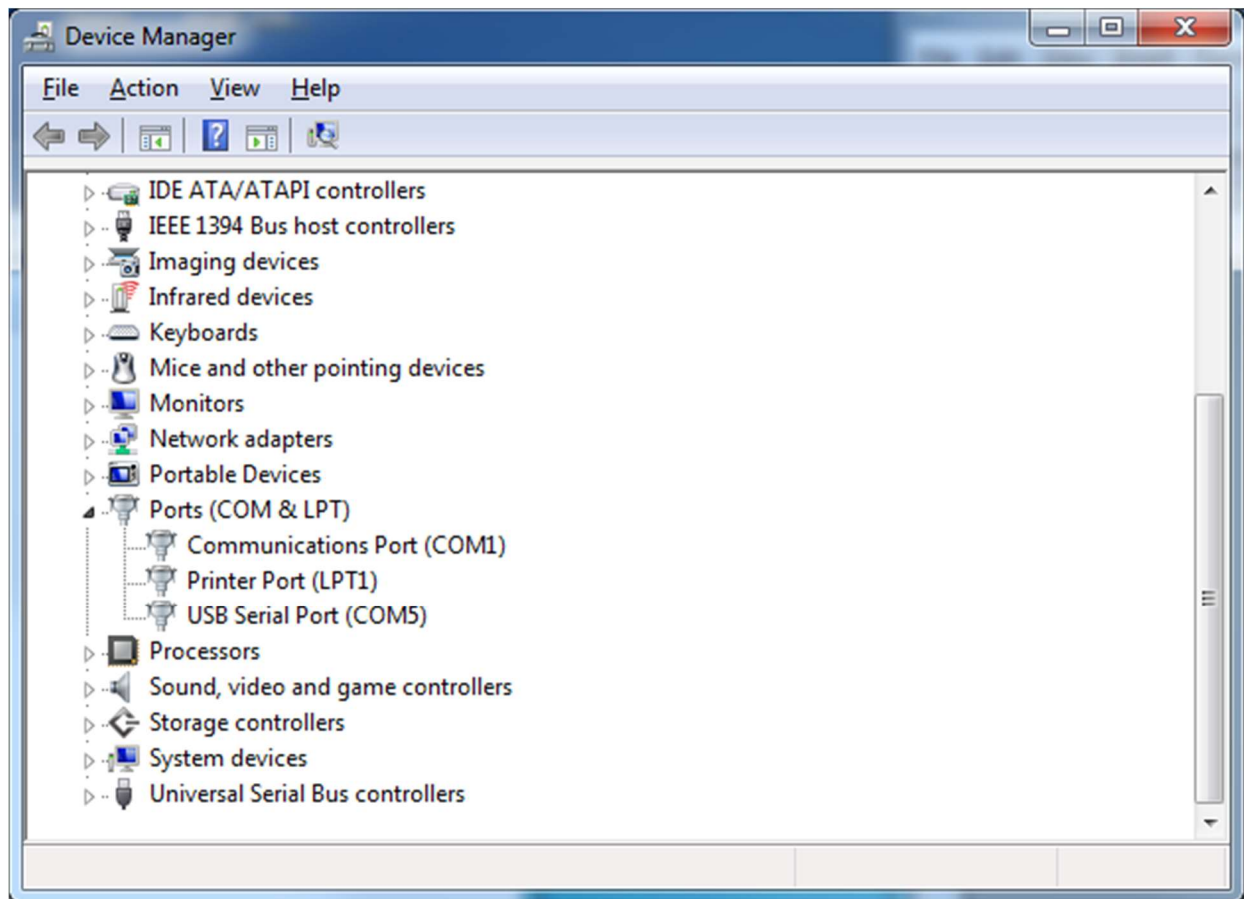 Device Manager
File Action View Help
IDE ATA/ATAPI controllers
IEEE 1394 Bus host controllers
Imaging devices
Infrared devices
Keyboards
Mice and other pointing devices
Monitors
Network adapters
Portable Devices
Ports (COM & LPT)
Communications Port (COM1)
Printer Port (LPT1)
USB Serial Port (COM5)
Processors
Sound, video and game controllers
Storage controllers
System devices
Universal Serial Bus controllers